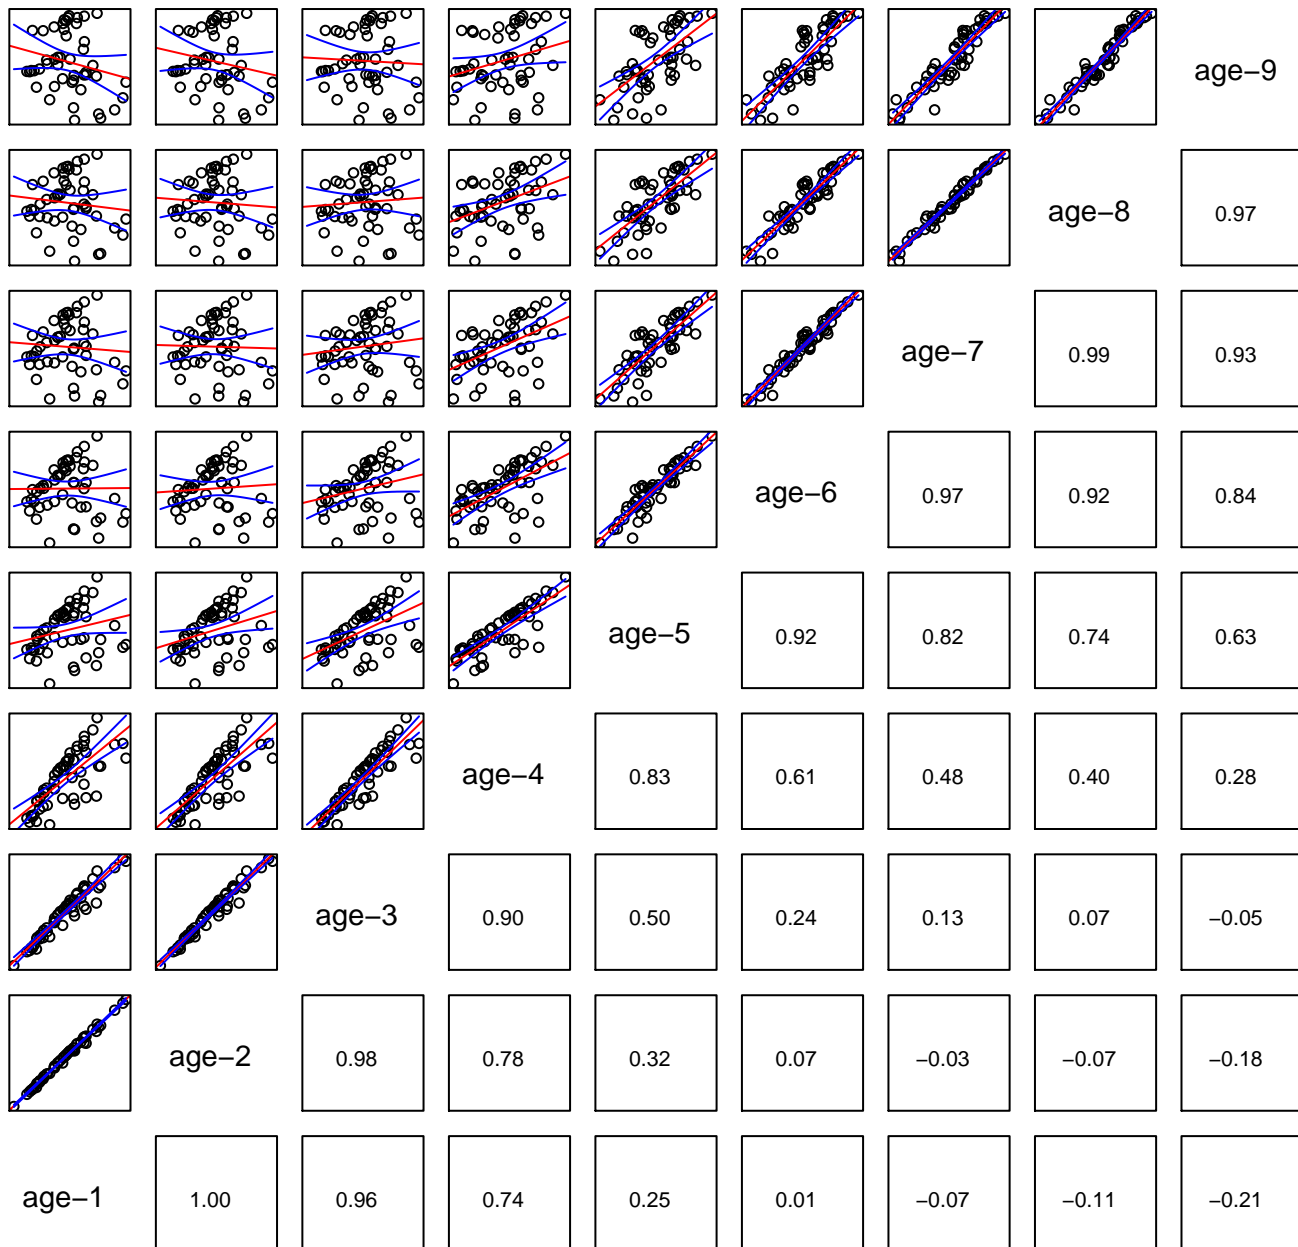 age−9
age−8 0.97
age−7 0.99 0.93
age−6 0.97 0.92 0.84
age−5 0.92 0.82 0.74 0.63
age−4 0.83 0.61 0.48 0.40 0.28
age−3 0.90 0.50 0.24 0.13 0.07 −0.05
age−2 0.98 0.78 0.32 0.07 −0.03 −0.07 −0.18
age−1 1.00 0.96 0.74 0.25 0.01 −0.07 −0.11 −0.21